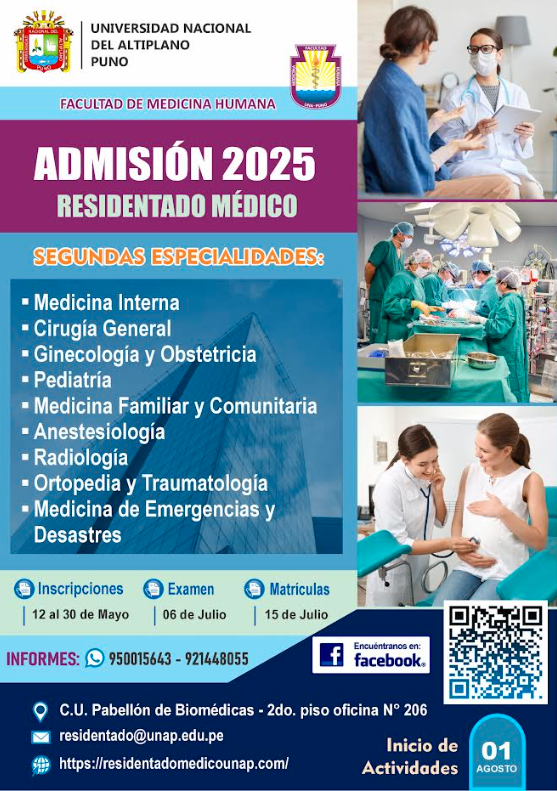 UNIVERSIDAD NACIONAL
DEL ALTIPLANO
PUNO
FACULTAD DE MEDICINA HUMANA
ADMISIÓN 2025
RESIDENTADO MÉDICO
SEGUNDAS ESPECIALIDADES:
▪ Medicina Interna
▪ Cirugía General
▪ Ginecología y Obstetricia
▪ Pediatría
▪ Medicina Familiar y Comunitaria
▪ Anestesiología
▪ Radiología
▪ Ortopedia y Traumatología
▪ Medicina de Emergencias y
Desastres
Inscripciones
12 al 30 de Mayo
Examen
06 de Julio
Matrículas
15 de Julio
INFORMES: 950015643 - 921448055
Encuéntranos en:
facebook®
C.U. Pabellón de Biomédicas - 2do. piso oficina N° 206
residentado@unap.edu.pe
https://residentadomedicounap.com/
Inicio de
Actividades
01
AGOSTO